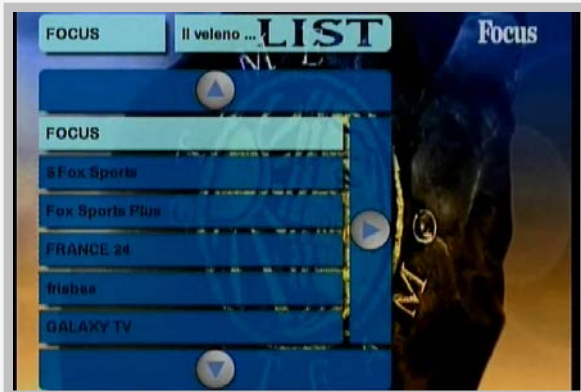 FOCUS
Il veleno ...
LIST
Focus
FOCUS
$Fox Sports
Fox Sports Plus
FRANCE 24
frisbee
GALAXY TV